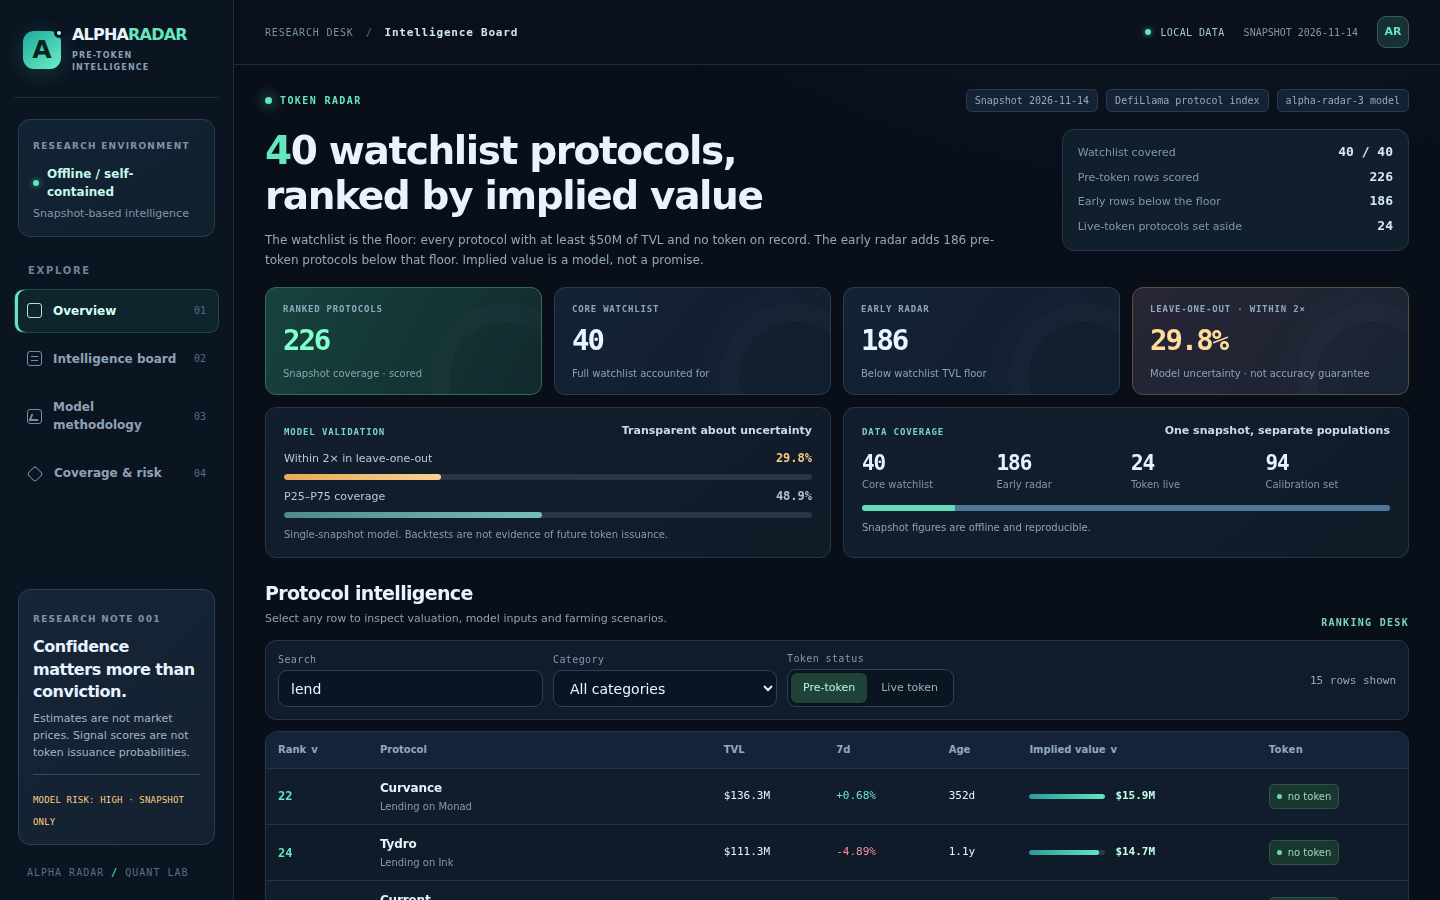 A
ALPHARADAR
PRE-TOKEN
INTELLIGENCE
RESEARCH ENVIRONMENT
Offline / self-
contained
Snapshot-based intelligence
EXPLORE
Overview 01
Intelligence board 02
Model
methodology 03
Coverage & risk 04
RESEARCH NOTE 001
Confidence
matters more than
conviction.
Estimates are not market
prices. Signal scores are not
token issuance probabilities.
MODEL RISK: HIGH · SNAPSHOT
ONLY
ALPHA RADAR / QUANT LAB
RESEARCH DESK / Intelligence Board
LOCAL DATA SNAPSHOT 2026-11-14 AR
TOKEN RADAR
Snapshot 2026-11-14 DefiLlama protocol index alpha-radar-3 model
40 watchlist protocols,
ranked by implied value
The watchlist is the floor: every protocol with at least $50M of TVL and no token on record. The early radar adds 186 pre-
token protocols below that floor. Implied value is a model, not a promise.
Watchlist covered 40 / 40
Pre-token rows scored 226
Early rows below the floor 186
Live-token protocols set aside 24
RANKED PROTOCOLS
226
Snapshot coverage · scored
CORE WATCHLIST
40
Full watchlist accounted for
EARLY RADAR
186
Below watchlist TVL floor
LEAVE-ONE-OUT · WITHIN 2×
29.8%
Model uncertainty · not accuracy guarantee
MODEL VALIDATION Transparent about uncertainty
Within 2× in leave-one-out 29.8%
P25–P75 coverage 48.9%
Single-snapshot model. Backtests are not evidence of future token issuance.
DATA COVERAGE One snapshot, separate populations
40 186 24 94
Core watchlist Early radar Token live Calibration set
Snapshot figures are offline and reproducible.
Protocol intelligence
Select any row to inspect valuation, model inputs and farming scenarios.
RANKING DESK
Search Category Token status
lend All categories Pre-token Live token
15 rows shown
Rank v Protocol TVL 7d Age Implied value v Token
22 Curvance $136.3M +0.68% 352d $15.9M no token
Lending on Monad
24 Tydro $111.3M -4.89% 1.1y $14.7M no token
Lending on Ink
Current